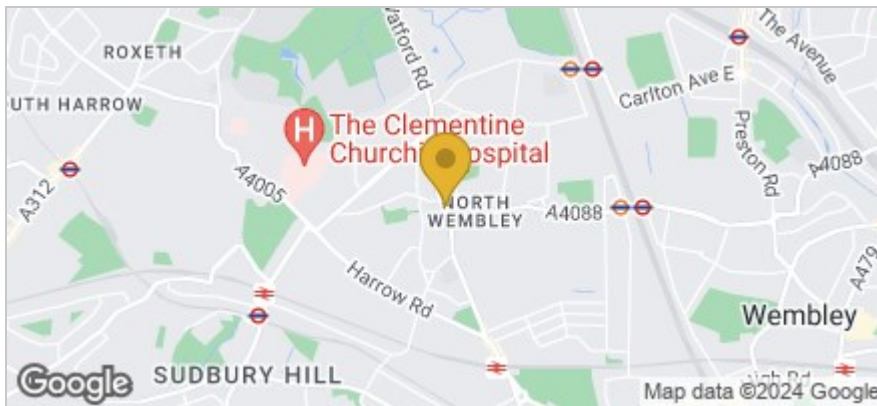 ROXETH
Watford Rd
The Avenue
UTH HARROW
Carlton Ave E
H
The Clementine
Churchi
ospital
Preston Rd
A4088
A312
A4005
NORTH
WEMBLEY
A4088
A479
Harrow Rd
Wembley
Google
SUDBURY HILL
Map data ©2024 Google